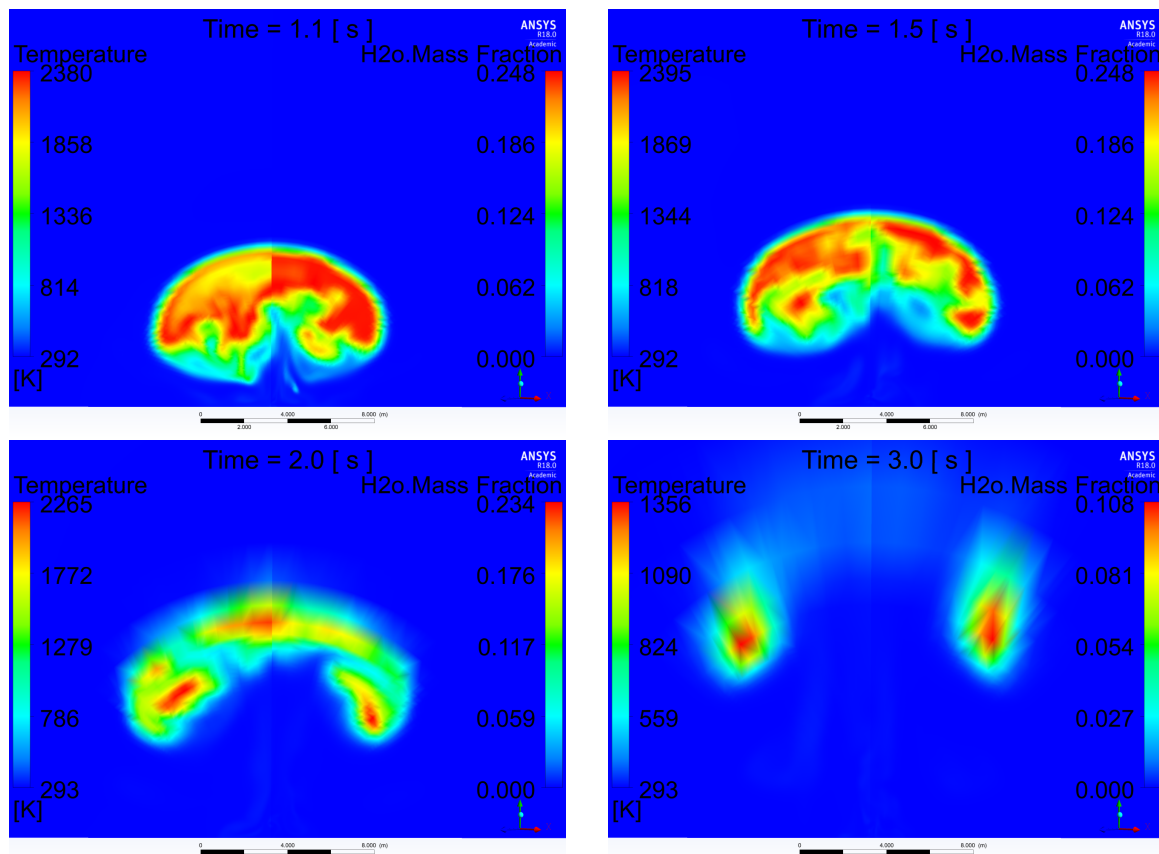 Time = 1.1 [ s ]
ANSYS
R18.0
Academic
Temperature
H2o.Mass Fraction
2380
0.248
1858
0.186
1336
0.124
814
0.062
292
0.000
[K]
0 4.000 8.000 (m)
2.000 6.000
Time = 1.5 [ s ]
ANSYS
R18.0
Academic
Temperature
H2o.Mass Fraction
2395
0.248
1869
0.186
1344
0.124
818
0.062
292
0.000
[K]
0 4.000 8.000 (m)
2.000 6.000
Time = 2.0 [ s ]
ANSYS
R18.0
Academic
Temperature
H2o.Mass Fraction
2265
0.234
1772
0.176
1279
0.117
786
0.059
293
0.000
[K]
0 4.000 8.000 (m)
Time = 3.0 [ s ]
ANSYS
R18.0
Academic
Temperature
H2o.Mass Fraction
1356
0.108
1090
0.081
824
0.054
559
0.027
293
0.000
[K]
0 4.000 8.000 (m)